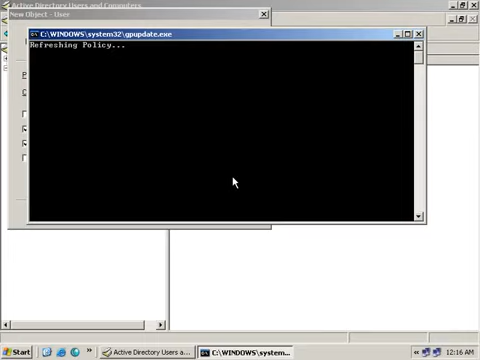 Active Directory Users and Computers
New Object - User
C:\WINDOWS\system32\gpupdate.exe
Refreshing Policy...
Start
Active Directory Users a...
C:\WINDOWS\system...
12:16 AM